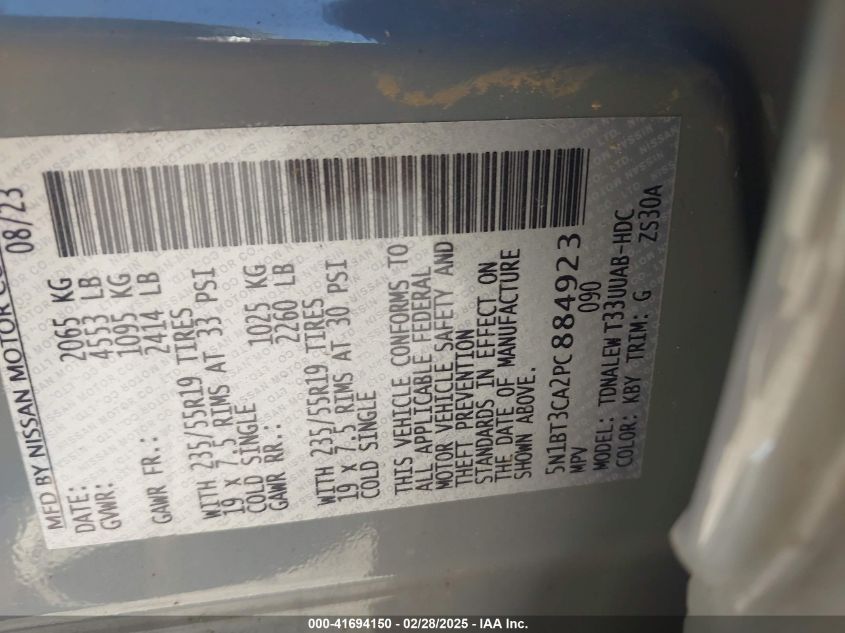 MFD BY NISSAN MOTOR CO
DATE: 08/23
GVWR: 2065 KG
4553 LB
GAWR FR.: 1095 KG
2414 LB
WITH 235/55R19 TIRES
19 X 7.5 RIMS AT 33 PSI
COLD SINGLE
GAWR RR.: 1025 KG
2260 LB
WITH 235/55R19 TIRES
19 X 7.5 RIMS AT 30 PSI
COLD SINGLE
THIS VEHICLE CONFORMS TO
ALL APPLICABLE FEDERAL
MOTOR VEHICLE SAFETY AND
THEFT PREVENTION
STANDARDS IN EFFECT ON
THE DATE OF MANUFACTURE
SHOWN ABOVE.
5N1BT3CA2PC884923
MPV 090
MODEL: TDNALEW T33UUAB-HDC
COLOR: KBY TRIM: G ZS30A
000-41694150 - 02/28/2025 - IAA Inc.